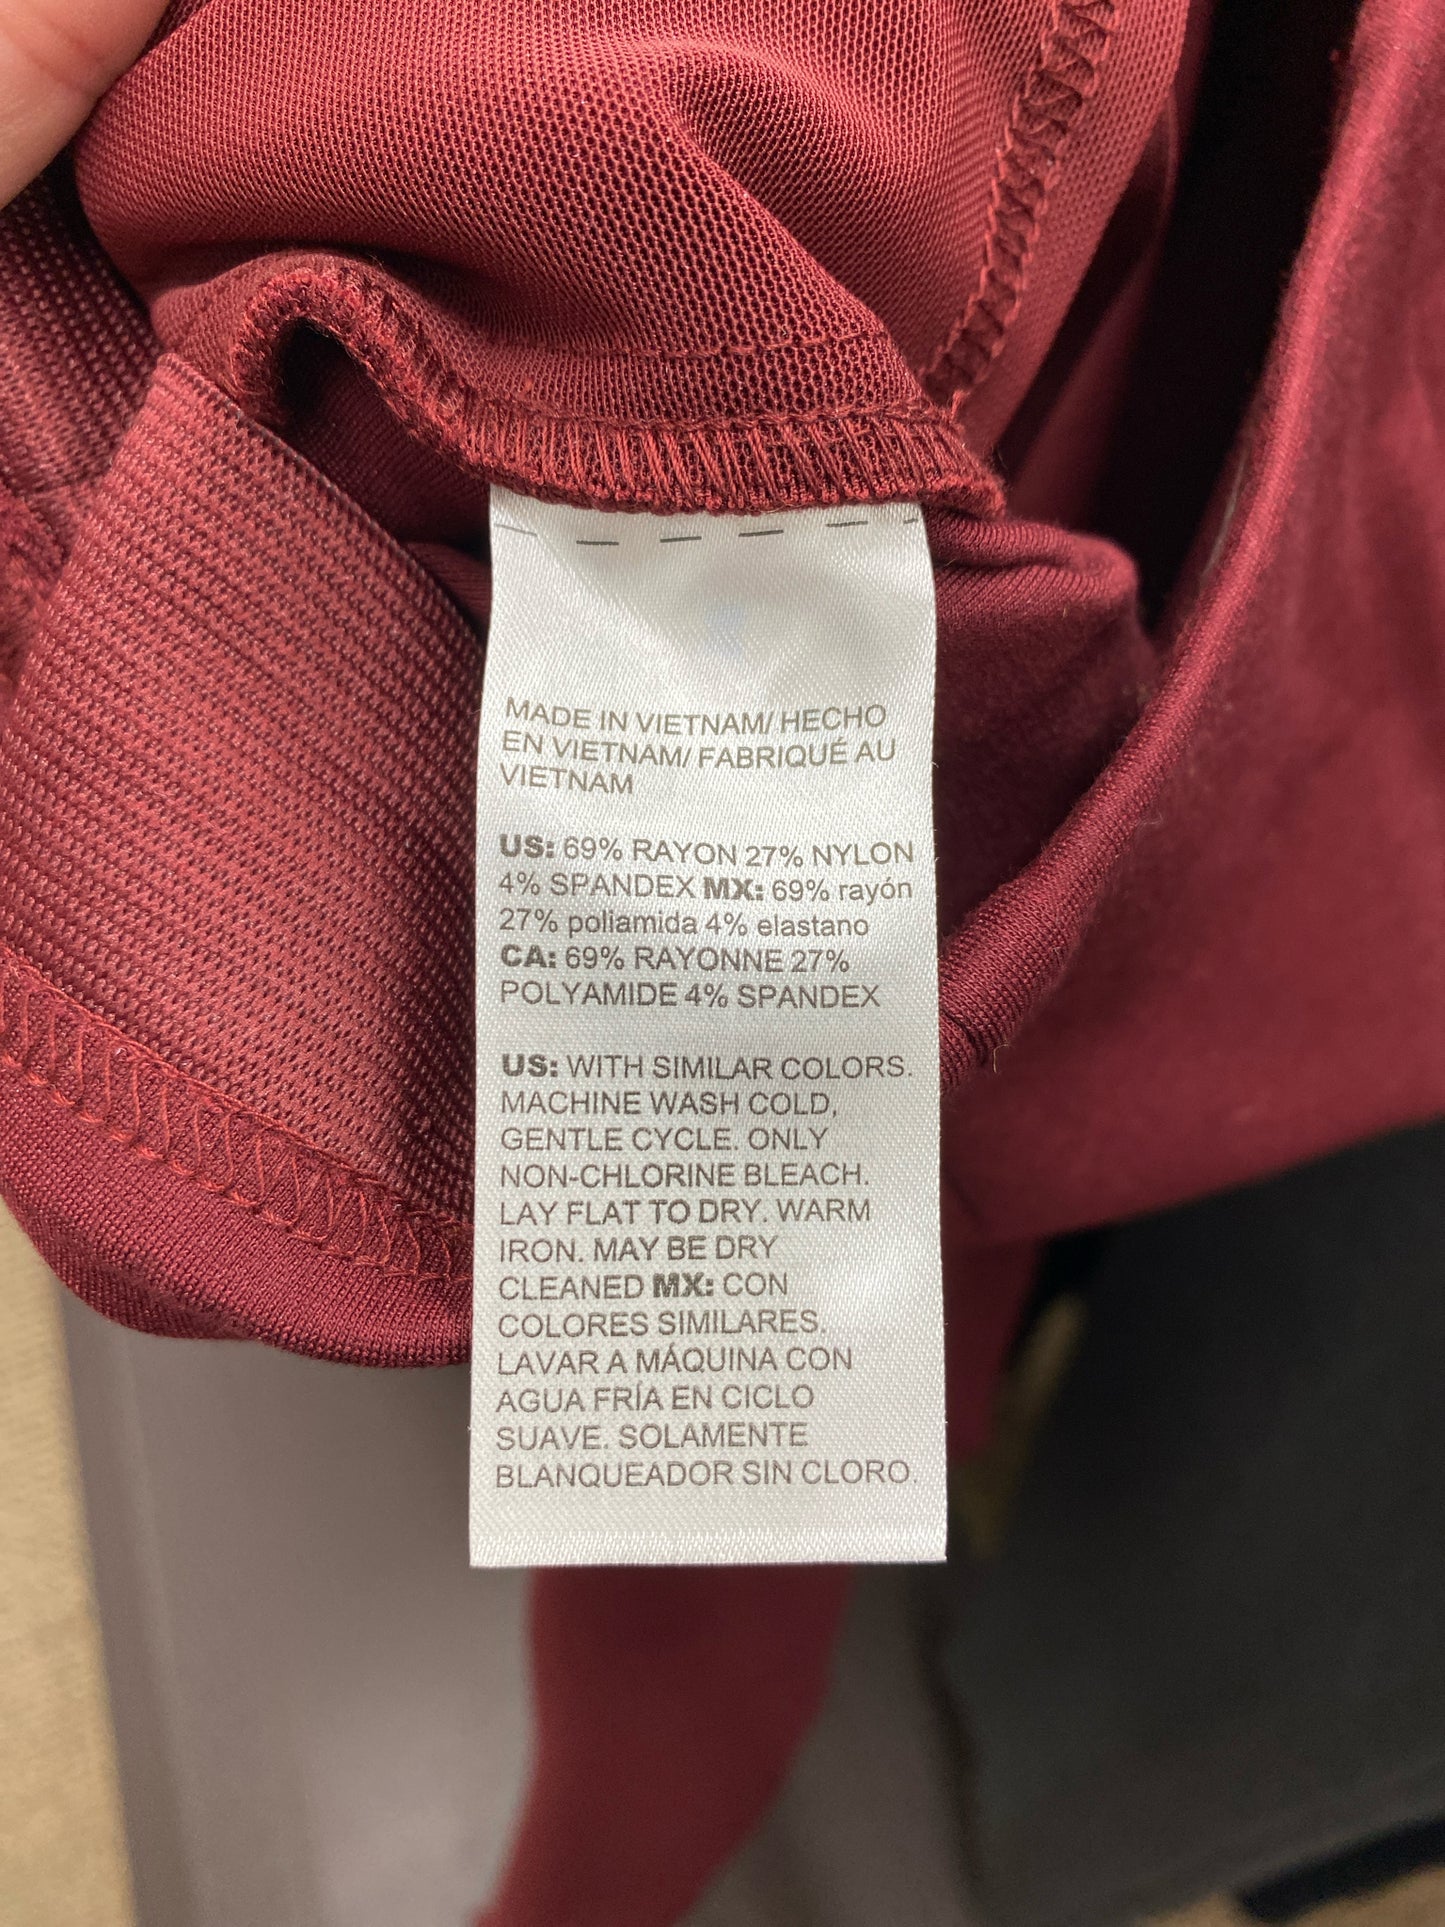 MADE IN VIETNAM/ HECHO
EN VIETNAM/ FABRIQUÉ AU
VIETNAM
US: 69% RAYON 27% NYLON
4% SPANDEX MX: 69% rayón
27% poliamida 4% elastano
CA: 69% RAYONNE 27%
POLYAMIDE 4% SPANDEX
US: WITH SIMILAR COLORS.
MACHINE WASH COLD,
GENTLE CYCLE. ONLY
NON-CHLORINE BLEACH.
LAY FLAT TO DRY. WARM
IRON. MAY BE DRY
CLEANED MX: CON
COLORES SIMILARES.
LAVAR A MÁQUINA CON
AGUA FRÍA EN CICLO
SUAVE. SOLAMENTE
BLANQUEADOR SIN CLORO.